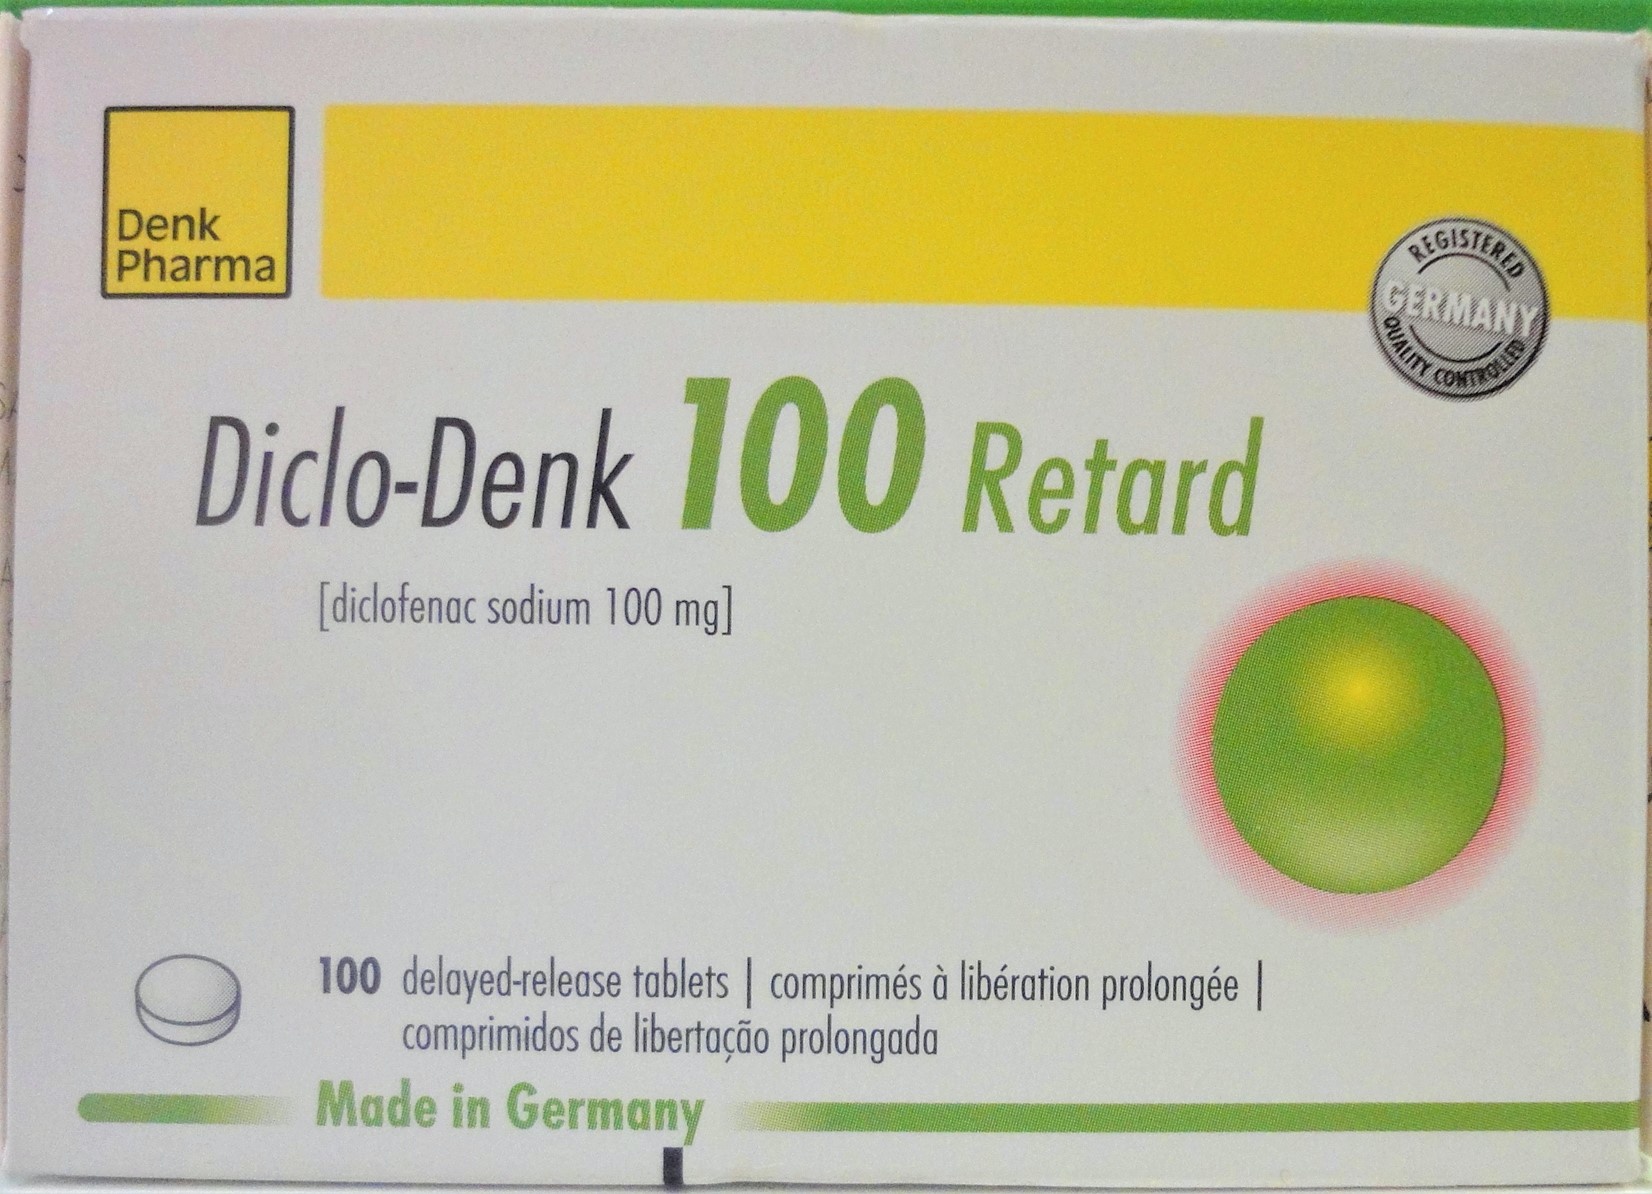 Denk
Pharma
REGISTERED
GERMANY
QUALITY CONTROLLED
Diclo-Denk 100 Retard
[diclofenac sodium 100 mg]
100 delayed-release tablets | comprimés à libération prolongée |
comprimidos de libertação prolongada
Made in Germany